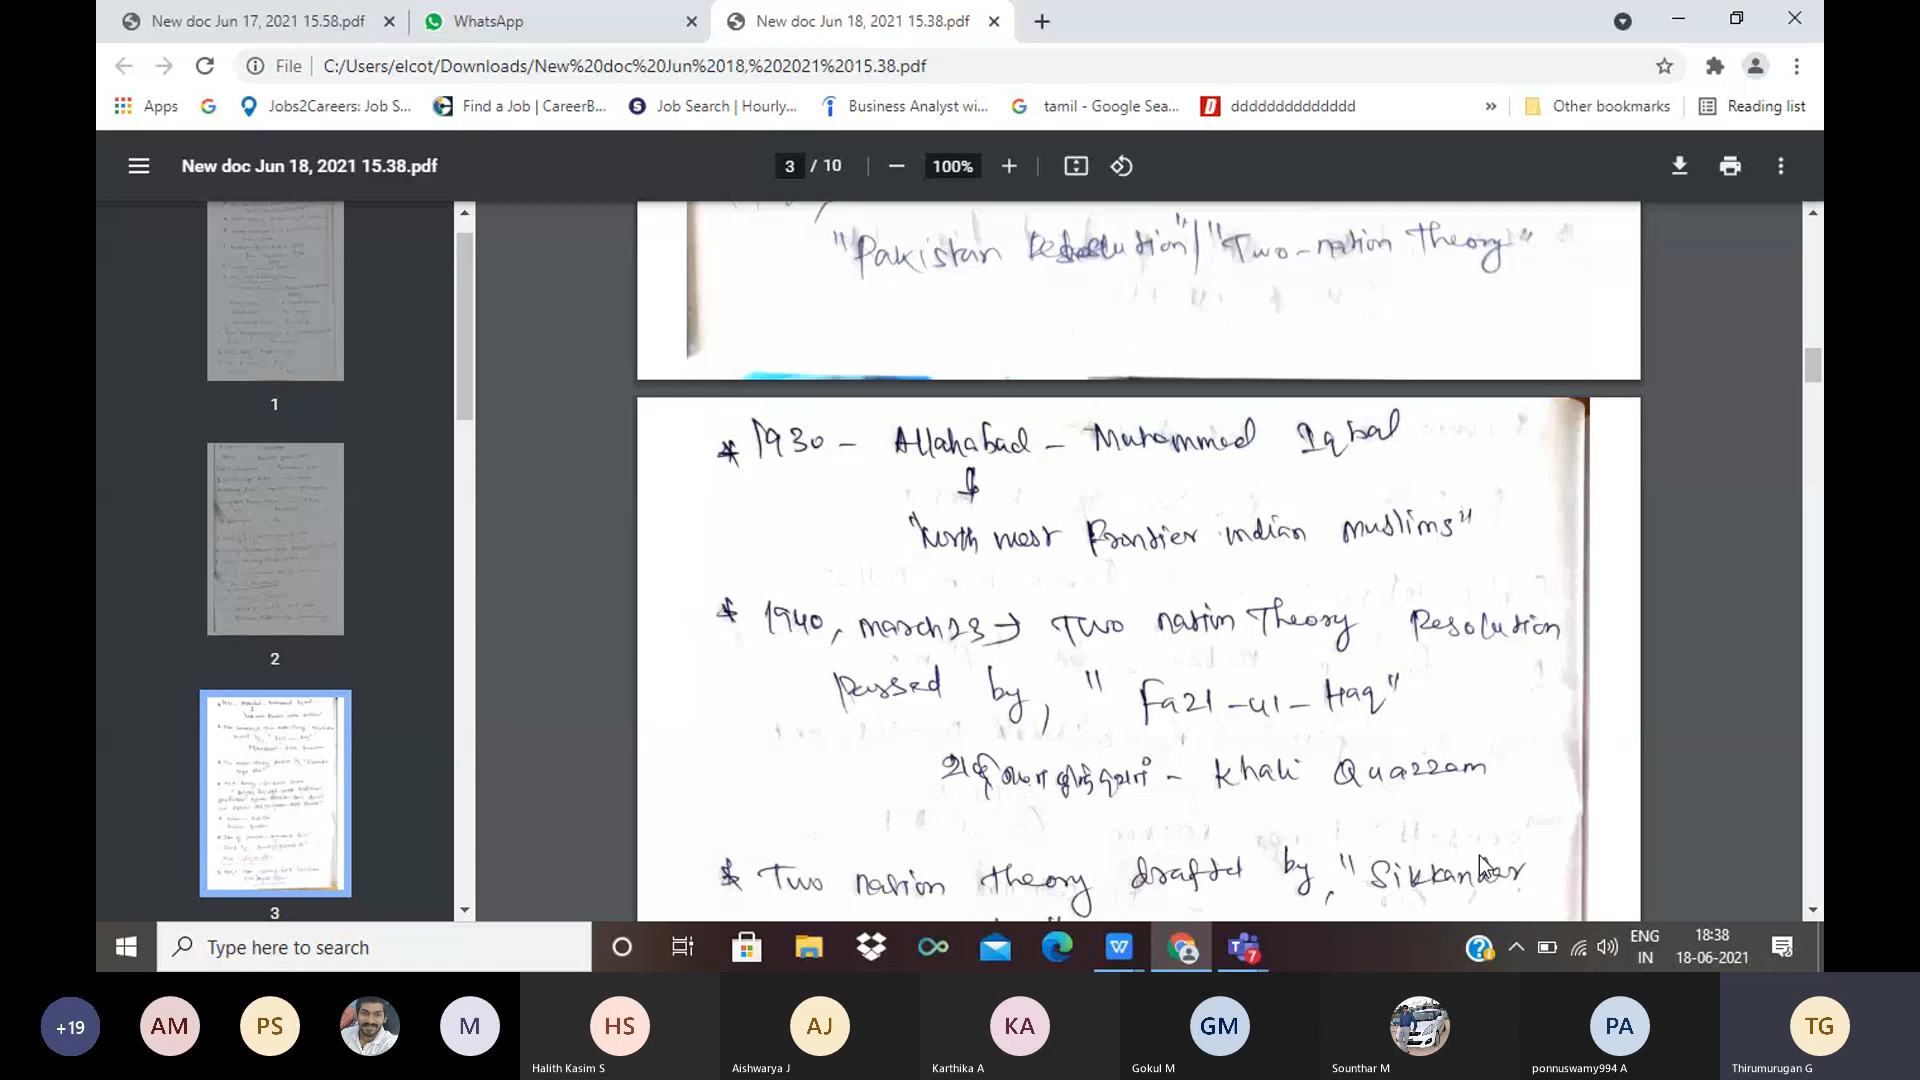 New doc Jun 17, 2021 15.58.pdf
WhatsApp
New doc Jun 18, 2021 15.38.pdf
File
C:/Users/elcot/Downloads/New%20doc%20Jun%2018,%202021%2015.38.pdf
Apps
Jobs2Careers: Job S...
Find a Job | CareerB...
Job Search | Hourly,...
Business Analyst wi...
tamil - Google Sea...
dddddddddddddd
»
Other bookmarks
Reading list
New doc Jun 18, 2021 15.38.pdf
3 / 10
100%
1
2
3
"Pakistan Resolution"/"Two-nation Theory"
* 1930 - Allahabad - Muhammed Iqbal
"North west Frontier indian muslims"
* 1940, march 23 → Two nation Theory Resolution
Passed by, "Fazl-ul-Haq"
- Khali Quazzam
* Two nation theory drafted by, "Sikkander
Type here to search
7
ENG
IN
18:38
18-06-2021
+19
AM
PS
M
HS
Halith Kasim S
AJ
Aishwarya J
KA
Karthika A
GM
Gokul M
Sounthar M
PA
ponnuswamy994 A
TG
Thirumurugan G